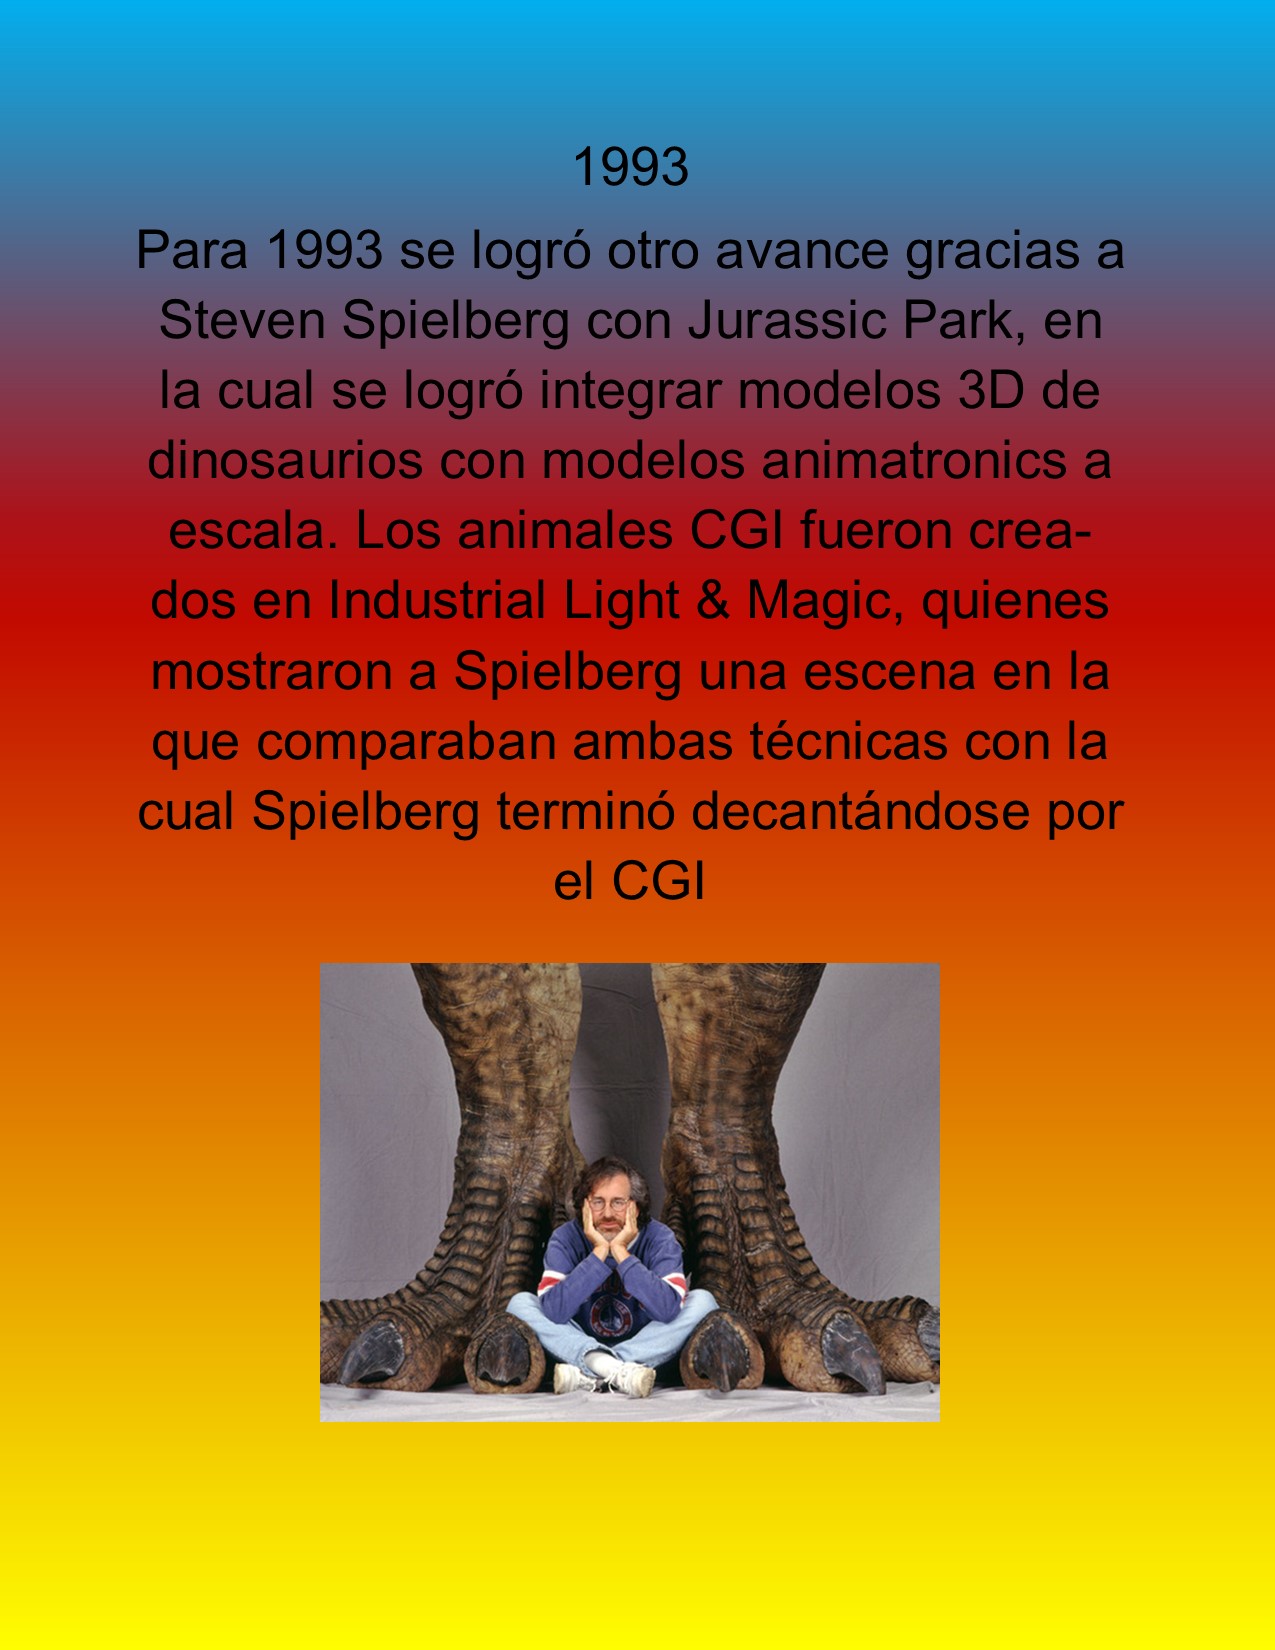 1993
Para 1993 se logró otro avance gracias a
Steven Spielberg con Jurassic Park, en
la cual se logró integrar modelos 3D de
dinosaurios con modelos animatronics a
escala. Los animales CGI fueron crea-
dos en Industrial Light & Magic, quienes
mostraron a Spielberg una escena en la
que comparaban ambas técnicas con la
cual Spielberg terminó decantándose por
el CGI